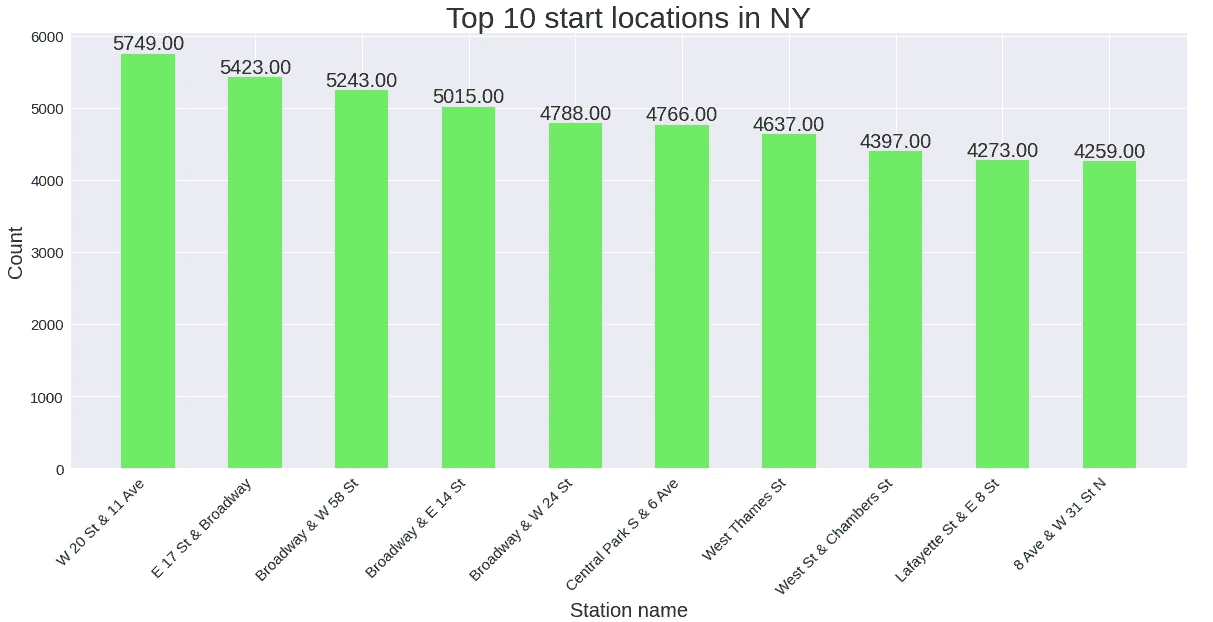 Top 10 start locations in NY
6000
5000
4000
3000
2000
1000
0
Count
5749.00
5423.00
5243.00
5015.00
4788.00
4766.00
4637.00
4397.00
4273.00
4259.00
W 20 St & 11 Ave
E 17 St & Broadway
Broadway & W 58 St
Broadway & E 14 St
Broadway & W 24 St
Central Park S & 6 Ave
West Thames St
West St & Chambers St
Lafayette St & E 8 St
8 Ave & W 31 St N
Station name